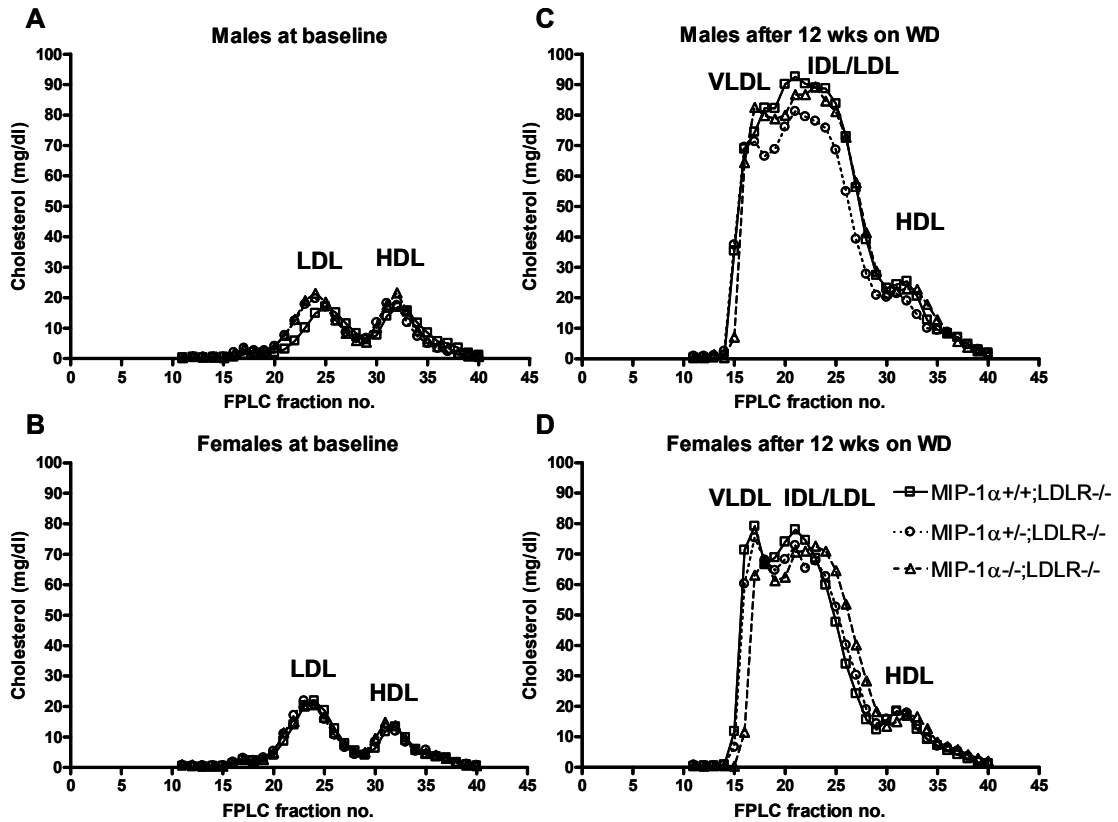 A
Males at baseline
Cholesterol (mg/dl)
100
90
80
70
60
50
40
30
20
10
0
LDL
HDL
0 5 10 15 20 25 30 35 40 45
FPLC fraction no.
C
Males after 12 wks on WD
Cholesterol (mg/dl)
100
90
80
70
60
50
40
30
20
10
0
VLDL
IDL/LDL
HDL
0 5 10 15 20 25 30 35 40 45
FPLC fraction no.
B
Females at baseline
Cholesterol (mg/dl)
100
90
80
70
60
50
40
30
20
10
0
LDL
HDL
0 5 10 15 20 25 30 35 40 45
FPLC fraction no.
D
Females after 12 wks on WD
Cholesterol (mg/dl)
100
90
80
70
60
50
40
30
20
10
0
VLDL IDL/LDL
HDL
MIP-1α+/+;LDLR-/-
MIP-1α+/-;LDLR-/-
MIP-1α-/-;LDLR-/-
0 5 10 15 20 25 30 35 40 45
FPLC fraction no.